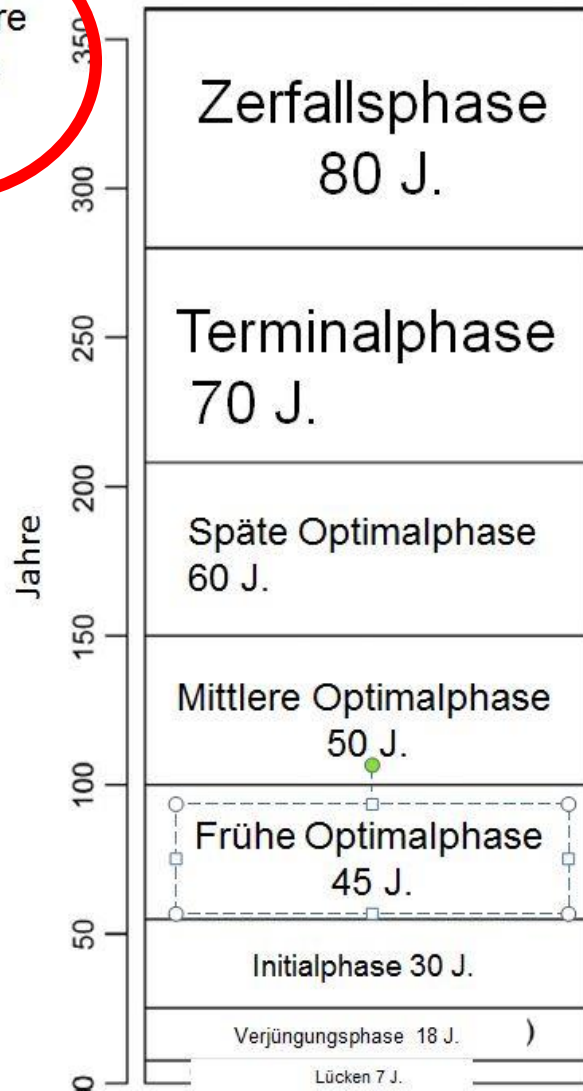 re
350
Zerfallsphase
80 J.
300
Terminalphase
70 J.
250
200
Späte Optimalphase
60 J.
Jahre
150
Mittlere Optimalphase
50 J.
100
Frühe Optimalphase
45 J.
50
Initialphase 30 J.
Verjüngungsphase 18 J. )
Lücken 7 J.
0